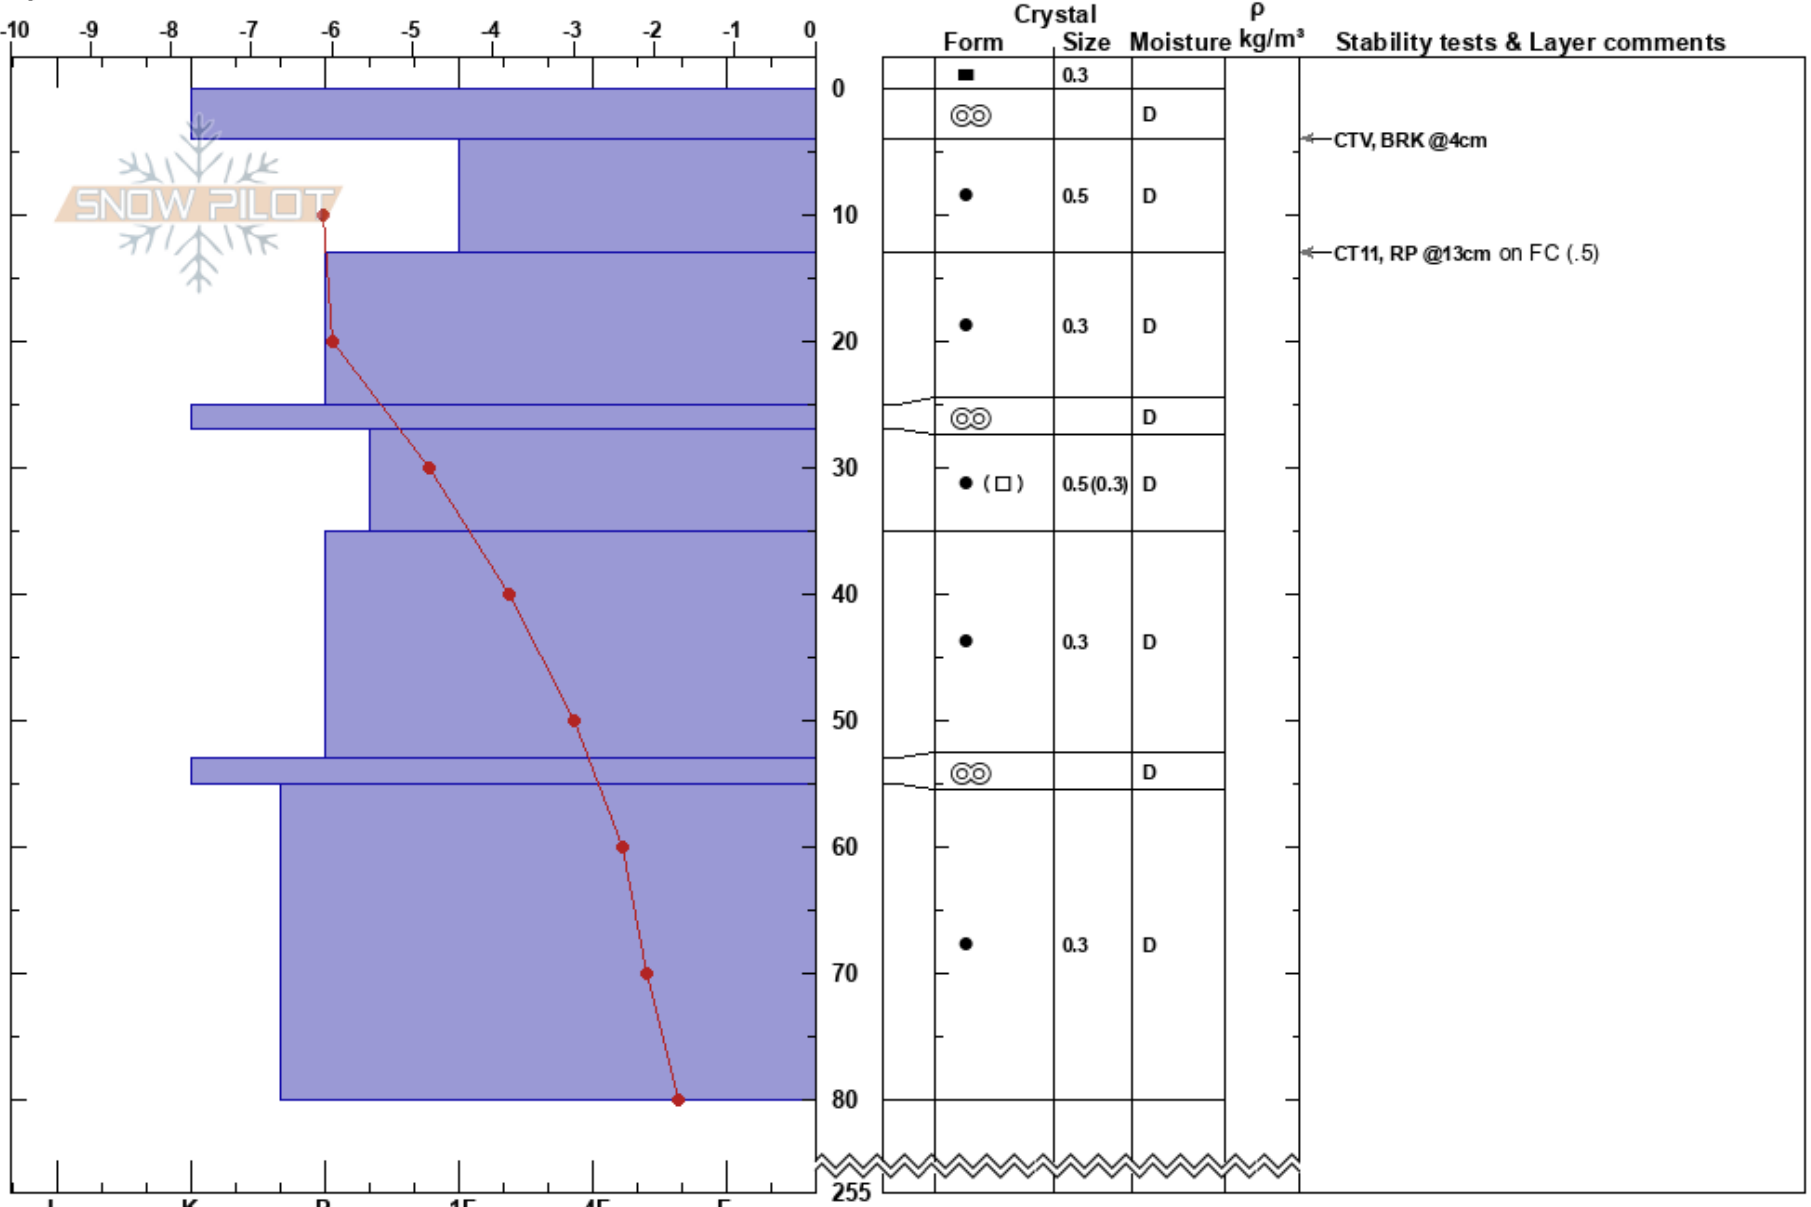 Crystal ρ
-10 -9 -8 -7 -6 -5 -4 -3 -2 -1 0 Form Size Moisture kg/m³ Stability tests & Layer comments
0.3
0
D
CTV, BRK @4cm
SNOW PILOT
0.5 D
10
CT11, RP @13cm on FC (.5)
0.3 D
20
D
30
( ) 0.5(0.3) D
40
0.3 D
50
D
60
0.3 D
70
80
255